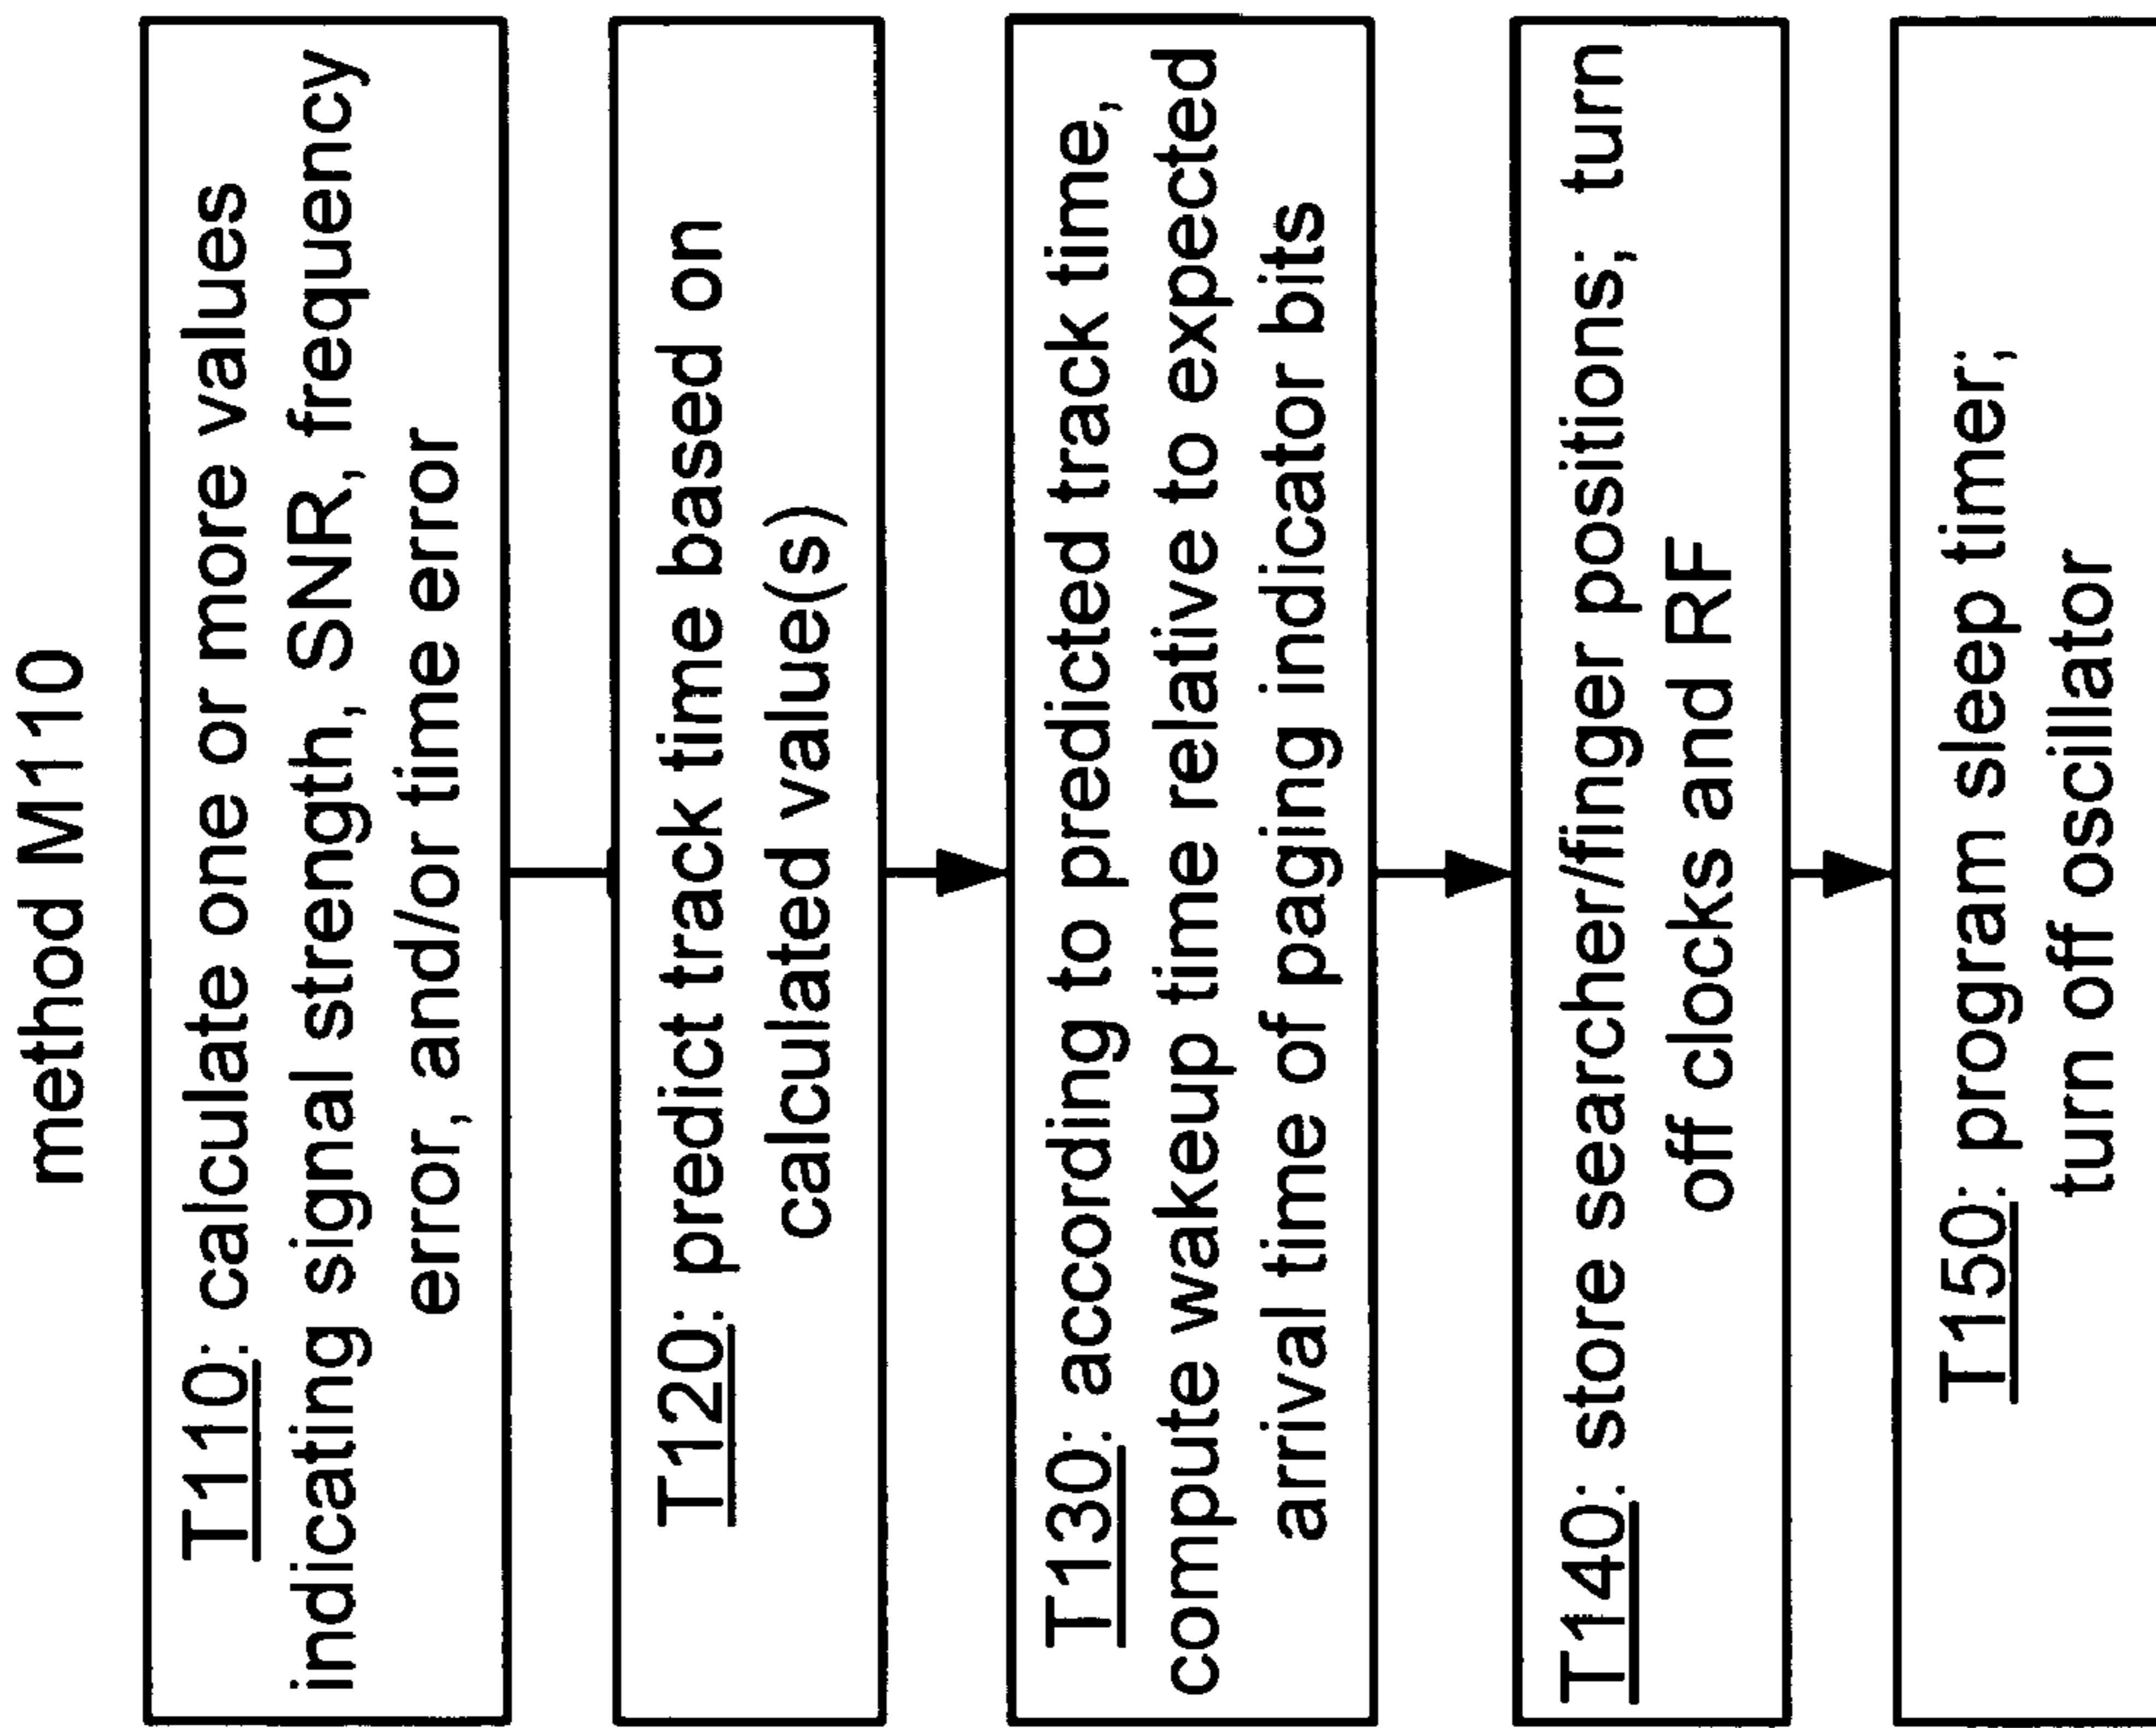 method M110
T110: calculate one or more values
indicating signal strength, SNR, frequency
error, and/or time error
T120: predict track time based on
calculated value(s)
T130: according to predicted track time,
compute wakeup time relative to expected
arrival time of paging indicator bits
T140: store searcher/finger positions; turn
off clocks and RF
T150: program sleep timer;
turn off oscillator